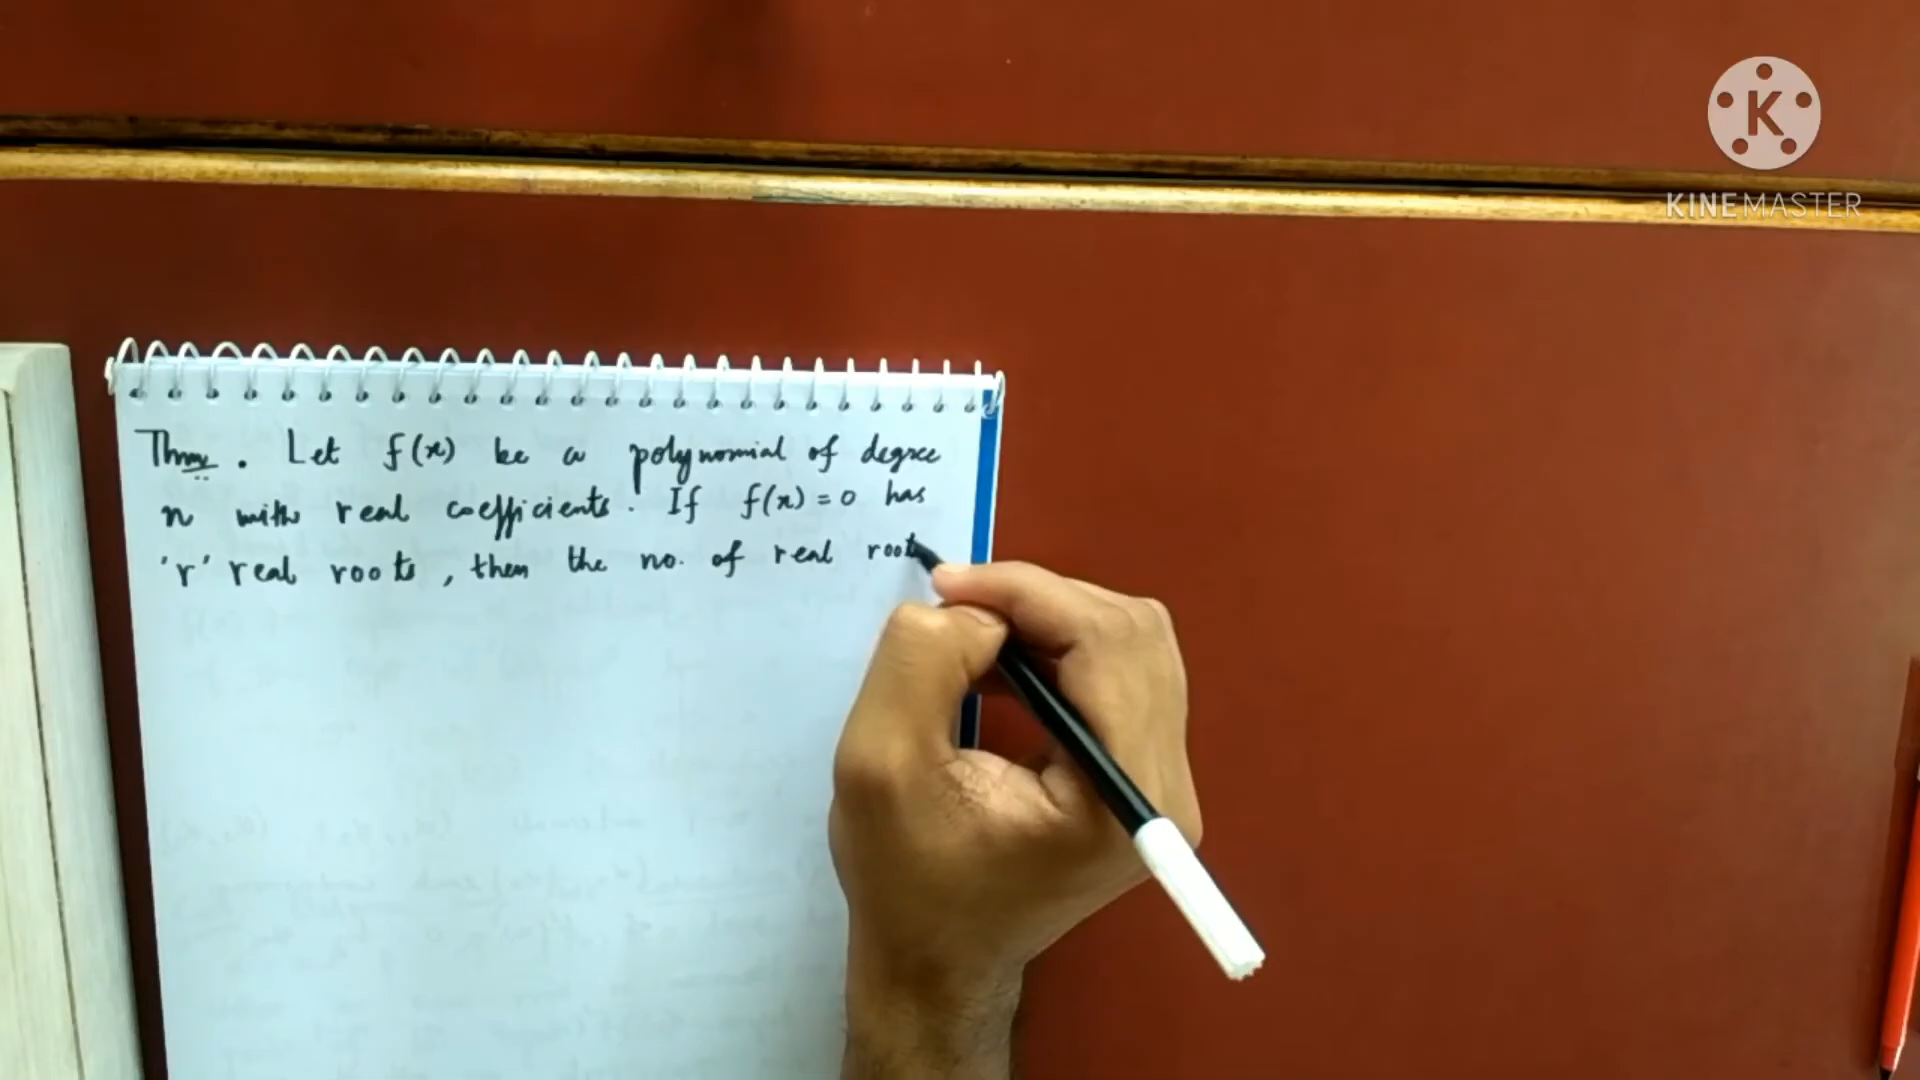 K
KINEMASTER
Thm. Let f(x) be a polynomial of degree
n with real coefficients. If f(x) = 0 has
'r' real roots, then the no. of real roots